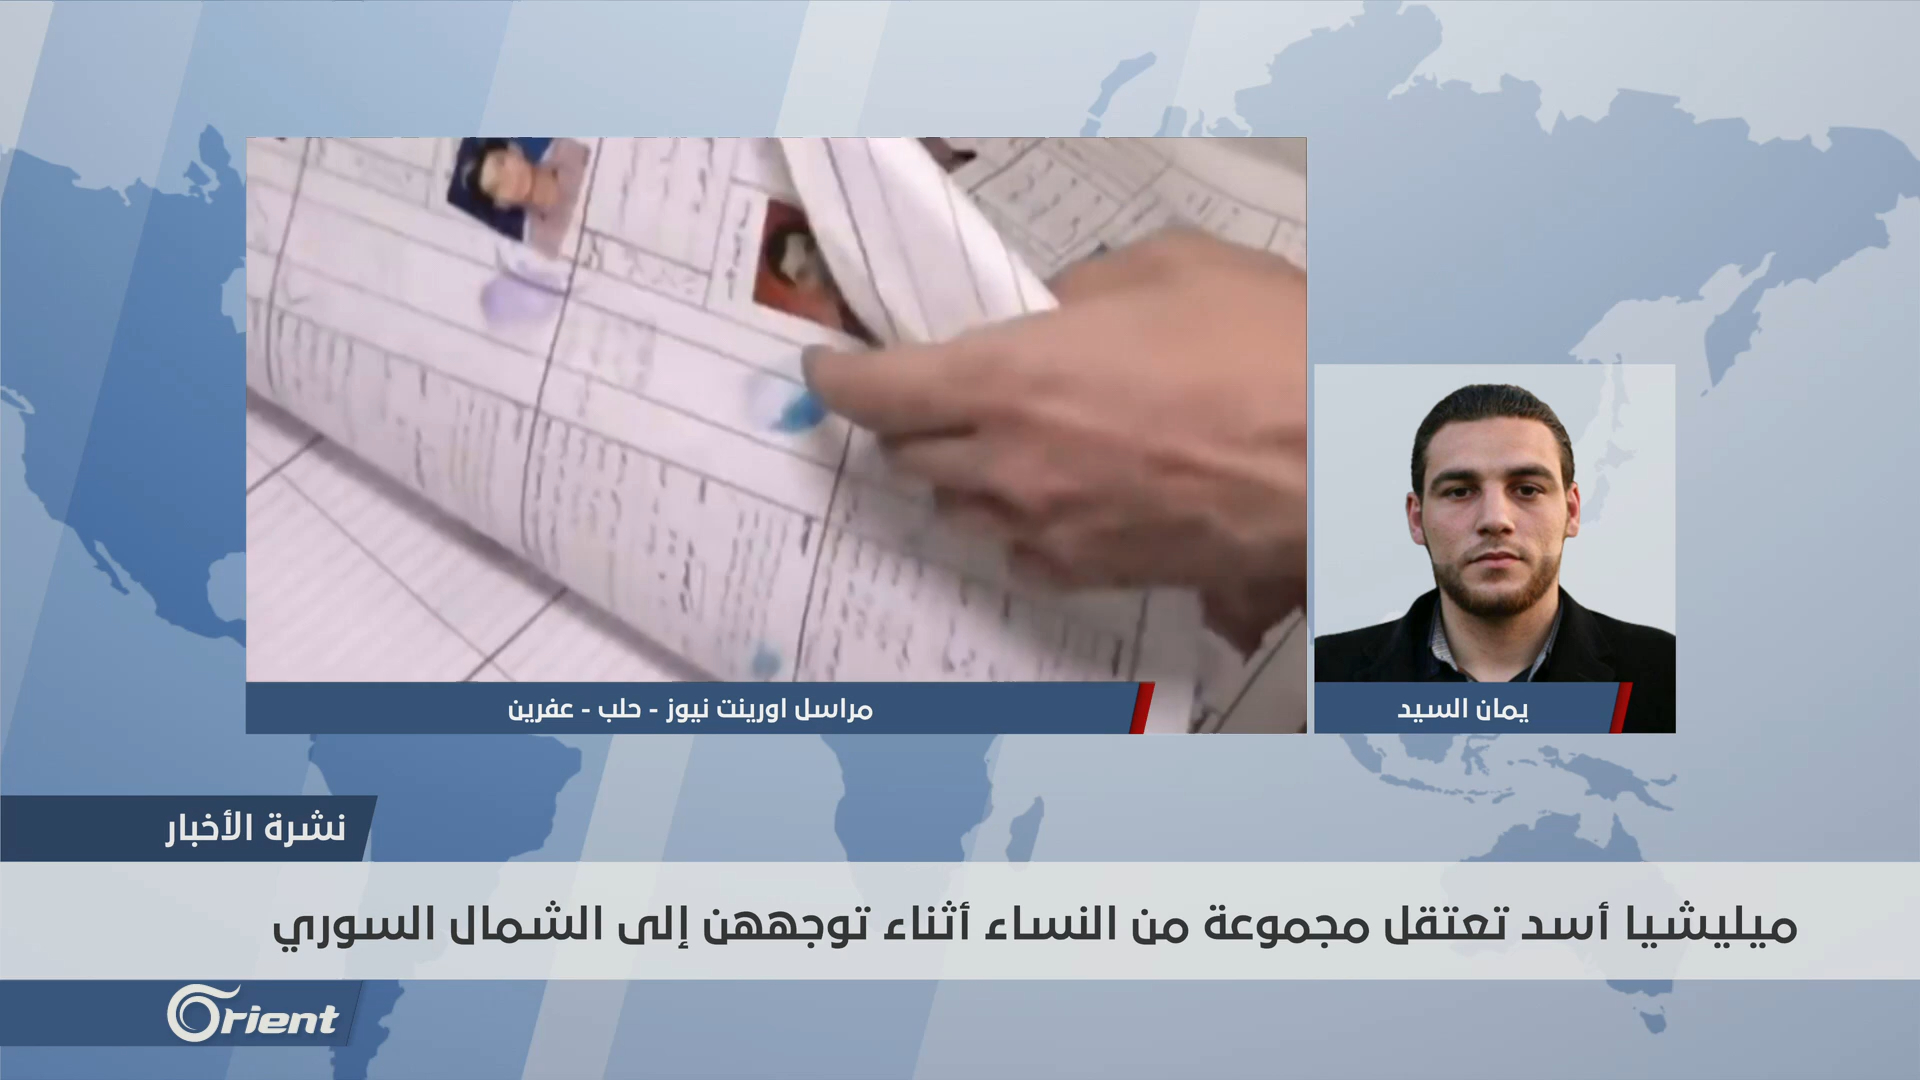 مراسل اورينت نيوز - حلب - عفرين
يمان السيد
نشرة الأخبار
ميليشيا أسد تعتقل مجموعة من النساء أثناء توجههن إلى الشمال السوري
Orient